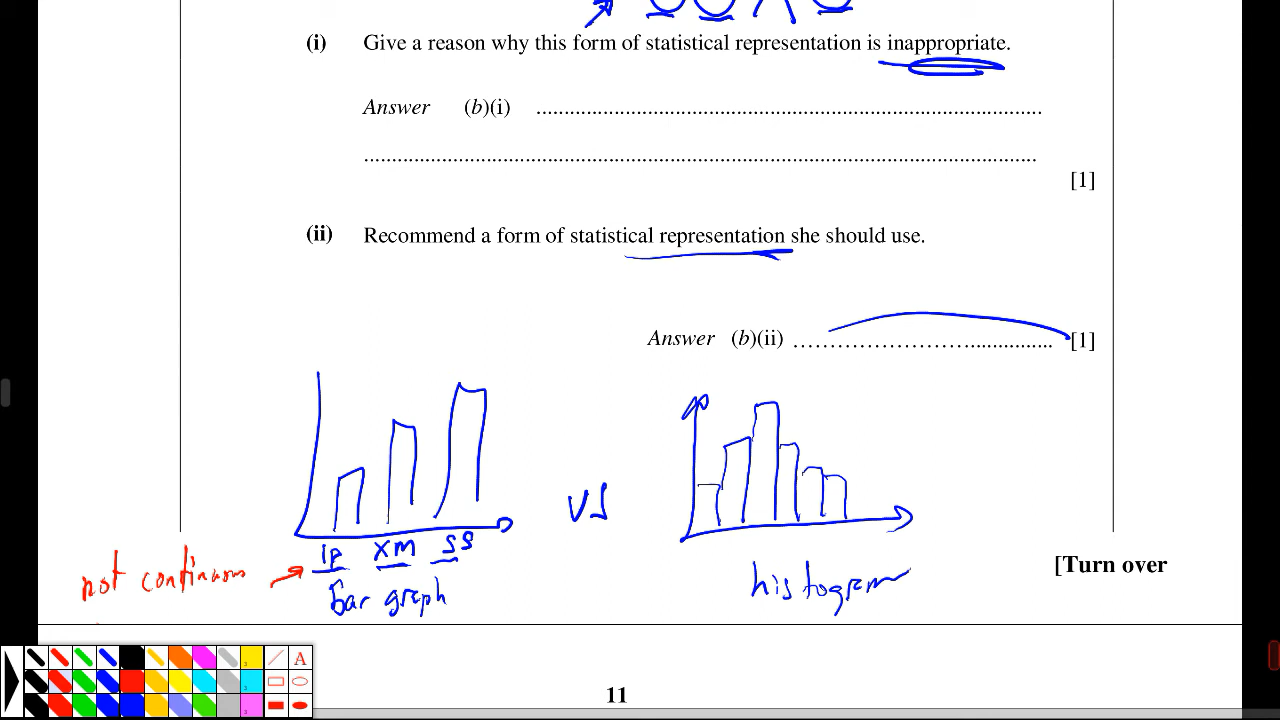 (i) Give a reason why this form of statistical representation is inappropriate.
Answer (b)(i) ..........................................................................................
..........................................................................................
[1]
(ii) Recommend a form of statistical representation she should use.
Answer (b)(ii) ........................................ [1]
vs
IP XM SS
not continuous
bar graph
histogram
[Turn over
A
11